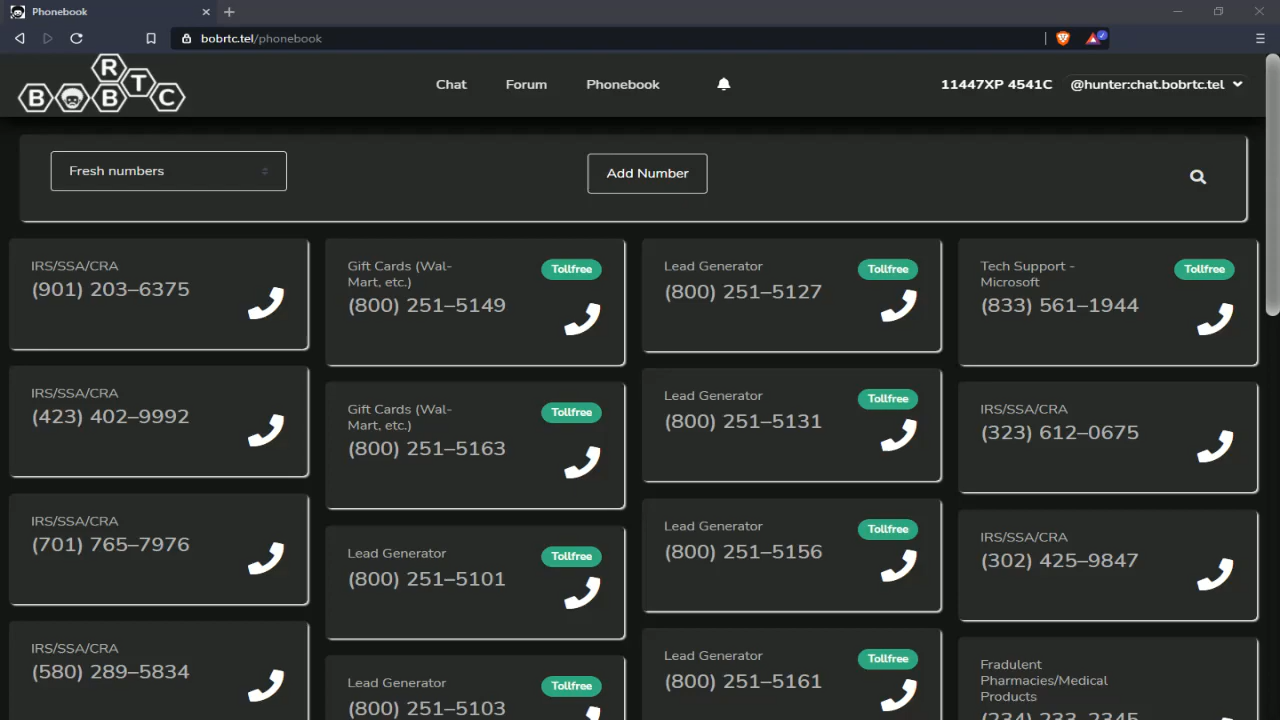 Phonebook
bobrtc.tel/phonebook
R
T
B B C
Chat
Forum
Phonebook
11447XP 4541C
@hunter:chat.bobrtc.tel
Fresh numbers
Add Number
IRS/SSA/CRA
(901) 203–6375
IRS/SSA/CRA
(423) 402–9992
IRS/SSA/CRA
(701) 765–7976
IRS/SSA/CRA
(580) 289–5834
Gift Cards (Wal-
Mart, etc.)
Tollfree
(800) 251–5149
Gift Cards (Wal-
Mart, etc.)
Tollfree
(800) 251–5163
Lead Generator
Tollfree
(800) 251–5101
Lead Generator
Tollfree
(800) 251–5103
Lead Generator
Tollfree
(800) 251–5127
Lead Generator
Tollfree
(800) 251–5131
Lead Generator
Tollfree
(800) 251–5156
Lead Generator
Tollfree
(800) 251–5161
Tech Support -
Microsoft
Tollfree
(833) 561–1944
IRS/SSA/CRA
(323) 612–0675
IRS/SSA/CRA
(302) 425–9847
Fradulent
Pharmacies/Medical
Products
(234) 233–2345